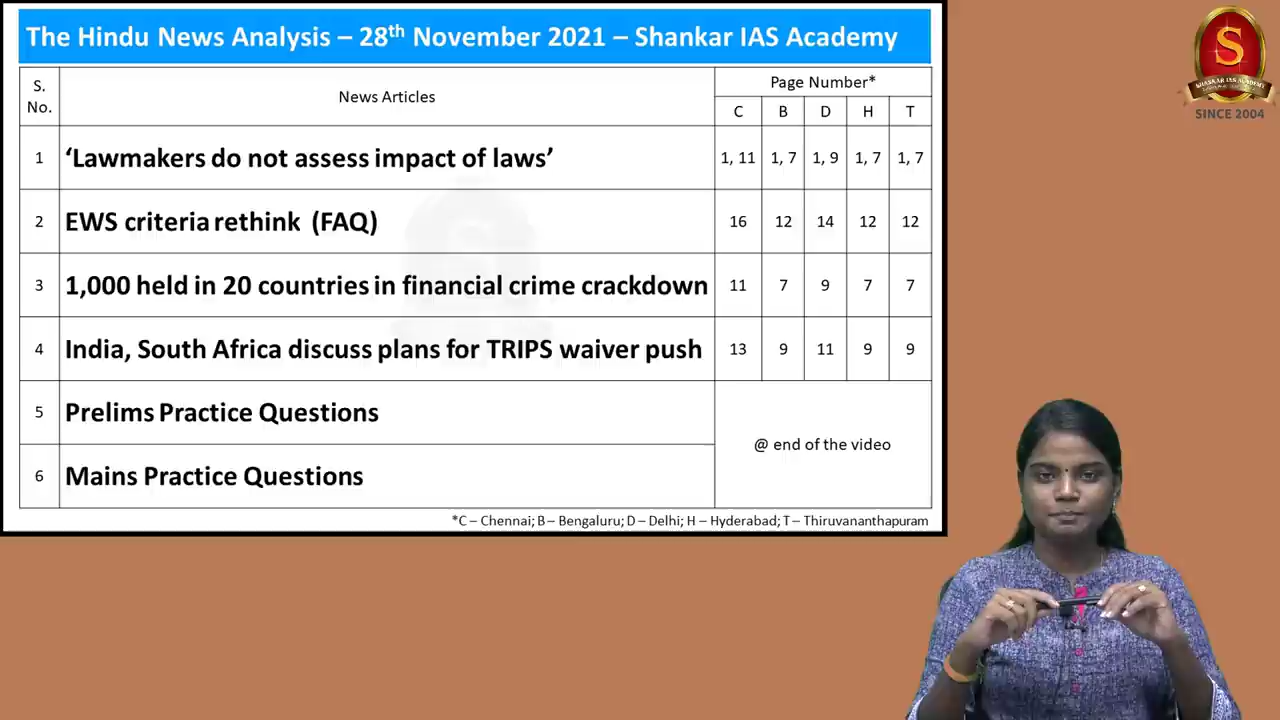 The Hindu News Analysis – 28th November 2021 – Shankar IAS Academy
S. No. News Articles Page Number*
C B D H T
1 ‘Lawmakers do not assess impact of laws’ 1, 11 1, 7 1, 9 1, 7 1, 7
2 EWS criteria rethink (FAQ) 16 12 14 12 12
3 1,000 held in 20 countries in financial crime crackdown 11 7 9 7 7
4 India, South Africa discuss plans for TRIPS waiver push 13 9 11 9 9
5 Prelims Practice Questions
@ end of the video
6 Mains Practice Questions
*C – Chennai; B – Bengaluru; D – Delhi; H – Hyderabad; T – Thiruvananthapuram
S
SHANKAR IAS ACADEMY
SINCE 2004